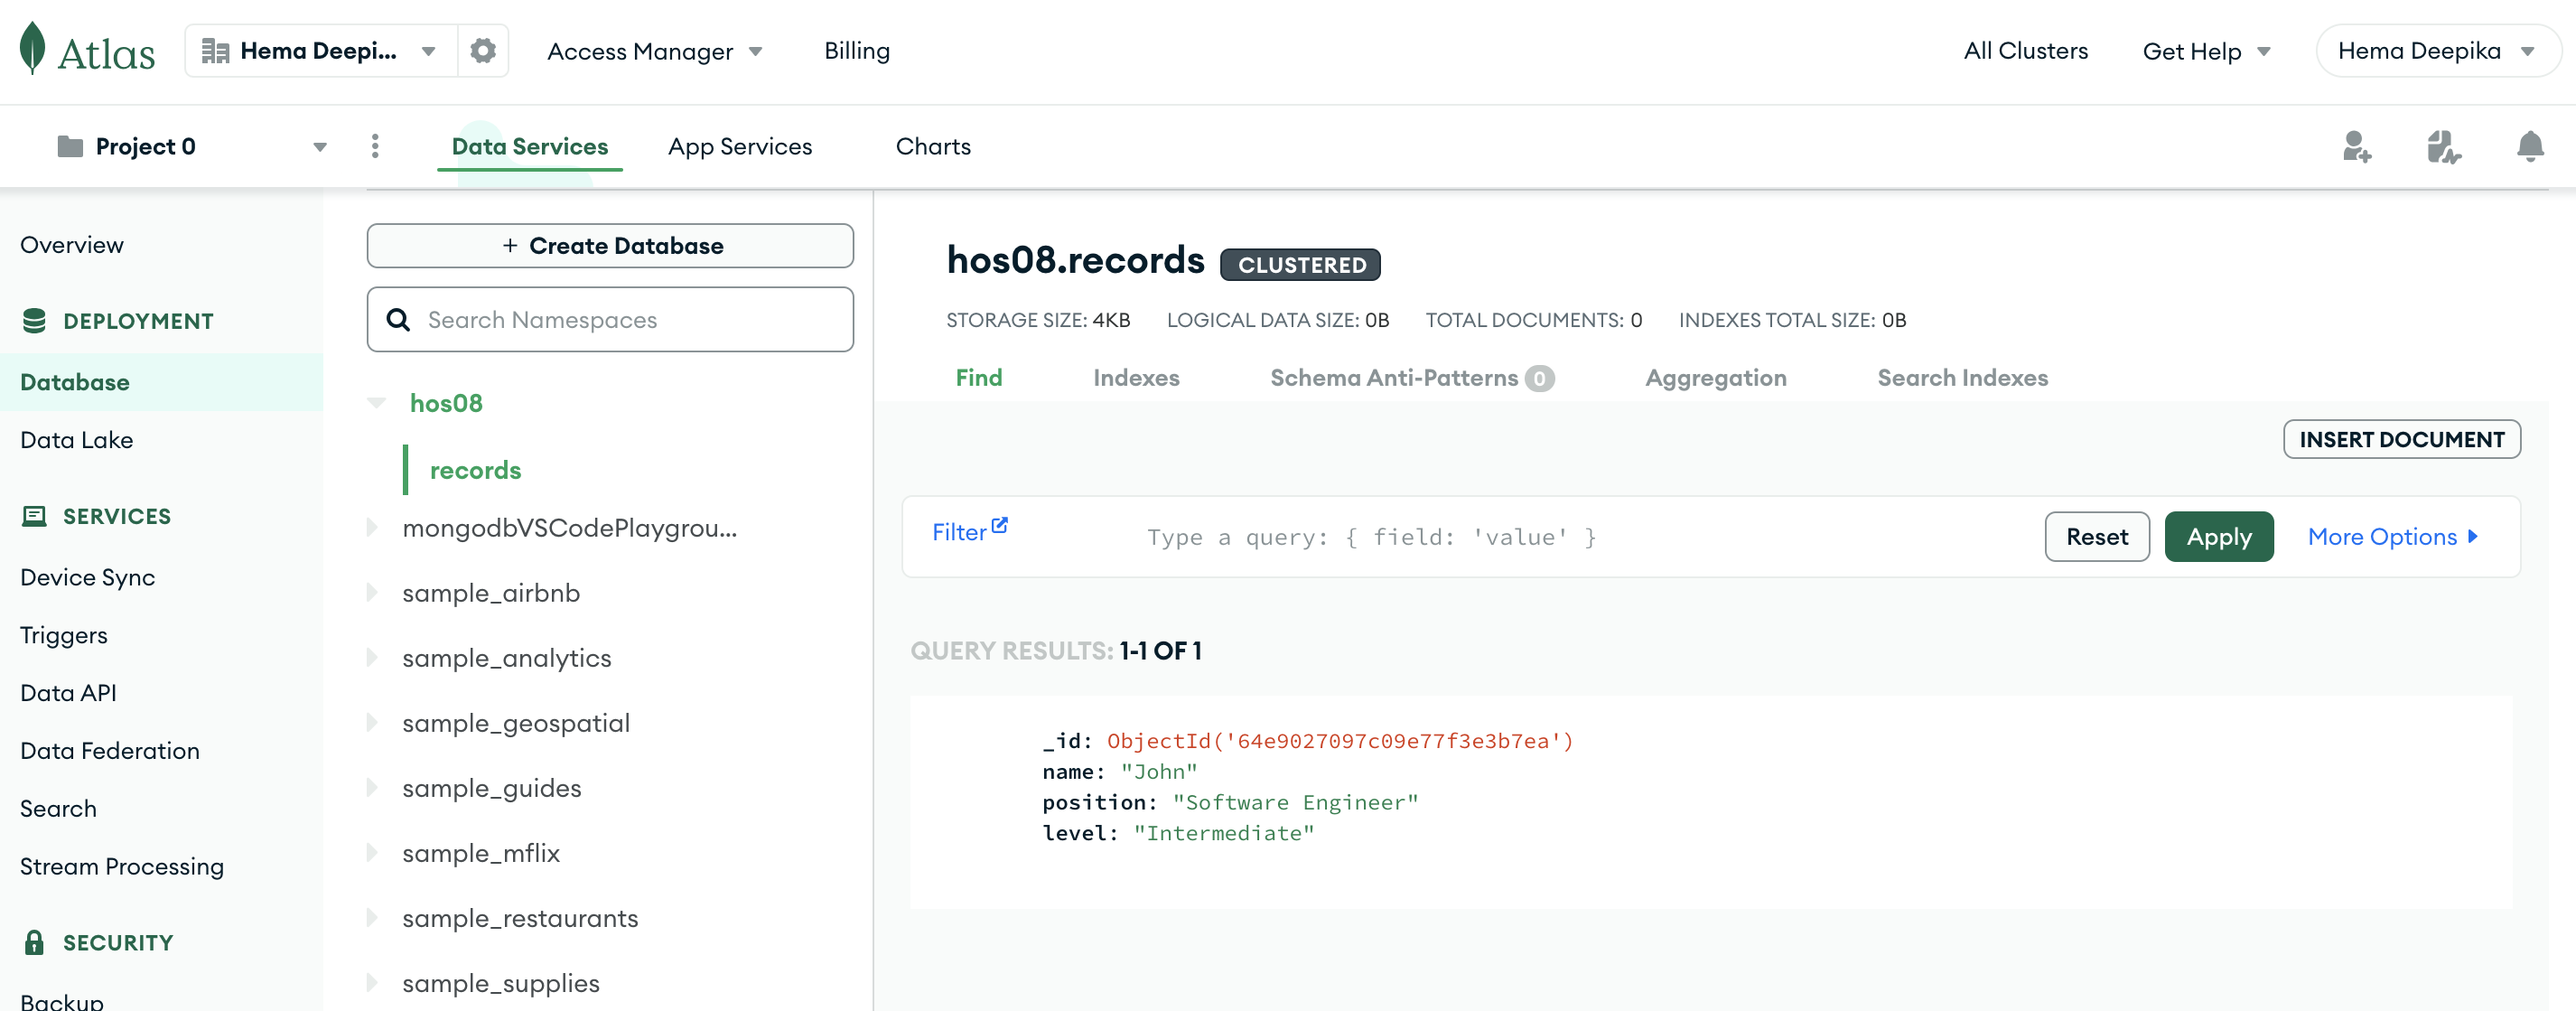 Atlas
Hema Deepi...
Access Manager
Billing
All Clusters
Get Help
Hema Deepika
Project 0
Data Services
App Services
Charts
Overview
DEPLOYMENT
Database
Data Lake
SERVICES
Device Sync
Triggers
Data API
Data Federation
Search
Stream Processing
SECURITY
Backup
+ Create Database
Search Namespaces
hos08
records
mongodbVSCodePlaygrou...
sample_airbnb
sample_analytics
sample_geospatial
sample_guides
sample_mflix
sample_restaurants
sample_supplies
hos08.records CLUSTERED
STORAGE SIZE: 4KB LOGICAL DATA SIZE: 0B TOTAL DOCUMENTS: 0 INDEXES TOTAL SIZE: 0B
Find Indexes Schema Anti-Patterns 0 Aggregation Search Indexes
INSERT DOCUMENT
Filter Type a query: { field: 'value' } Reset Apply More Options
QUERY RESULTS: 1-1 OF 1
_id: ObjectId('64e9027097c09e77f3e3b7ea')
name: "John"
position: "Software Engineer"
level: "Intermediate"